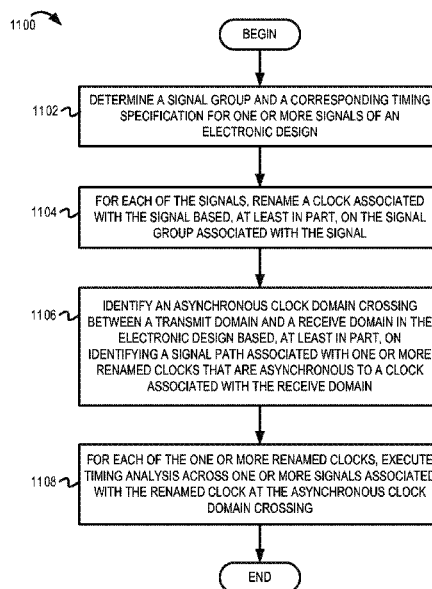 1100
BEGIN
1102
DETERMINE A SIGNAL GROUP AND A CORRESPONDING TIMING
SPECIFICATION FOR ONE OR MORE SIGNALS OF AN
ELECTRONIC DESIGN
1104
FOR EACH OF THE SIGNALS, RENAME A CLOCK ASSOCIATED
WITH THE SIGNAL BASED, AT LEAST IN PART, ON THE SIGNAL
GROUP ASSOCIATED WITH THE SIGNAL
1106
IDENTIFY AN ASYNCHRONOUS CLOCK DOMAIN CROSSING
BETWEEN A TRANSMIT DOMAIN AND A RECEIVE DOMAIN IN THE
ELECTRONIC DESIGN BASED, AT LEAST IN PART, ON
IDENTIFYING A SIGNAL PATH ASSOCIATED WITH ONE OR MORE
RENAMED CLOCKS THAT ARE ASYNCHRONOUS TO A CLOCK
ASSOCIATED WITH THE RECEIVE DOMAIN
1108
FOR EACH OF THE ONE OR MORE RENAMED CLOCKS, EXECUTE
TIMING ANALYSIS ACROSS ONE OR MORE SIGNALS ASSOCIATED
WITH THE RENAMED CLOCK AT THE ASYNCHRONOUS CLOCK
DOMAIN CROSSING
END